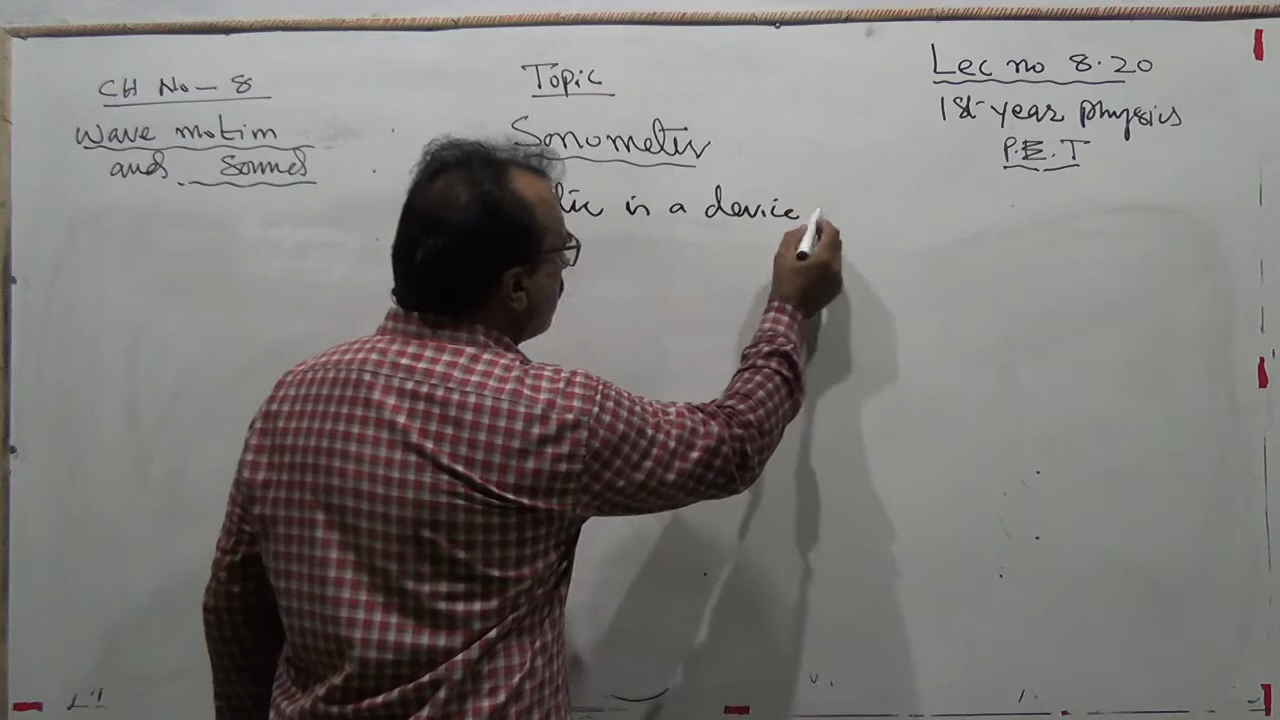 CH No - 8
Wave motion
and Sound
Topic
Sonometer
is a device
Lec no 8.20
1st year physics
P.E.T